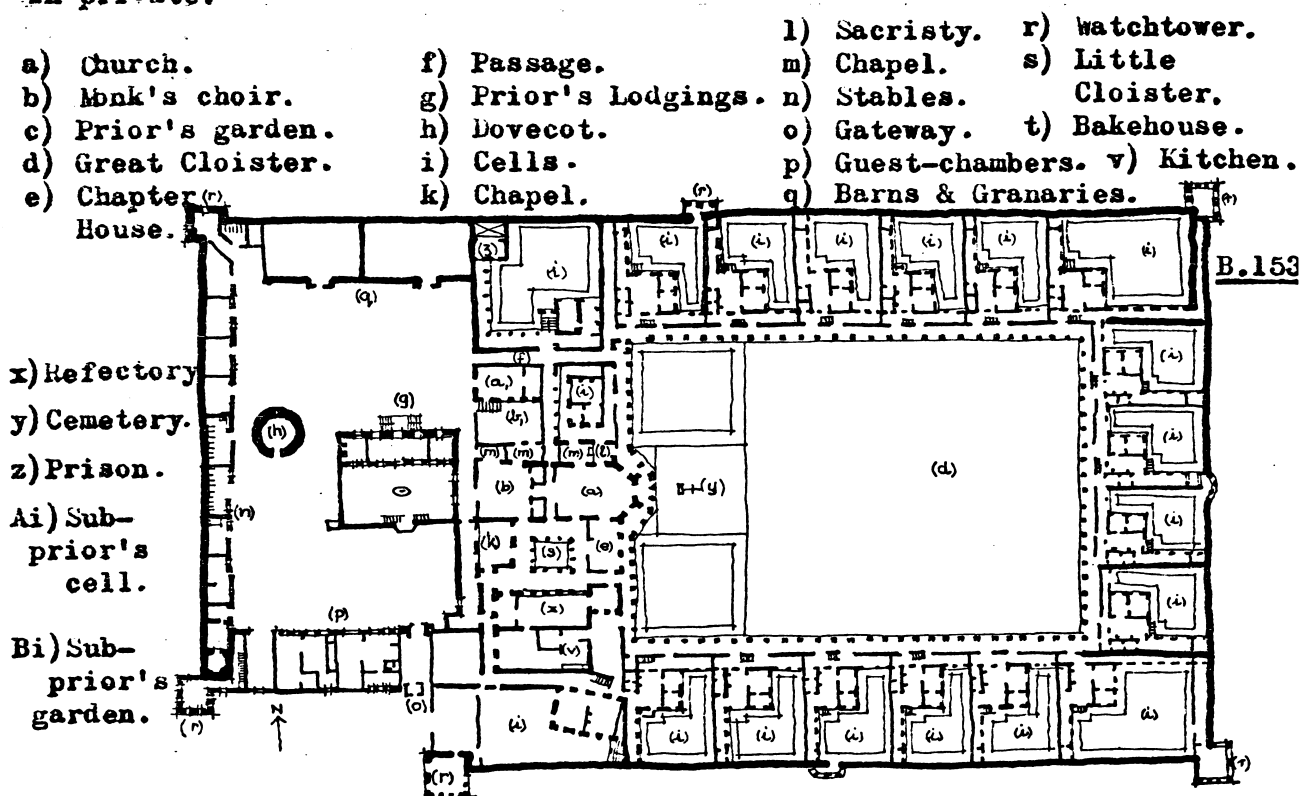 a) Church.
b) Monk's choir.
c) Prior's garden.
d) Great Cloister.
e) Chapter
House.
f) Passage.
g) Prior's Lodgings.
h) Dovecot.
i) Cells.
k) Chapel.
l) Sacristy.
m) Chapel.
n) Stables.
o) Gateway.
p) Guest-chambers.
q) Barns & Granaries.
r) Watchtower.
s) Little
Cloister.
t) Bakehouse.
v) Kitchen.
B.153
x) Refectory
y) Cemetery.
z) Prison.
Ai) Sub-
prior's
cell.
Bi) Sub-
prior's
garden.
(r) (r)
(i) (i) (i) (i) (i) (i)
(3) (i)
(q)
(f)
(i)
(g) (i)
(h) (i)
(m) (m) (m) (l)
(b) (a) (y) (d)
(n) (i)
(k) (s) (e)
(x) (i)
(p)
(v)
(o) (i) (i) (i) (i) (i) (i) (i)
N
(r) (r) (r)